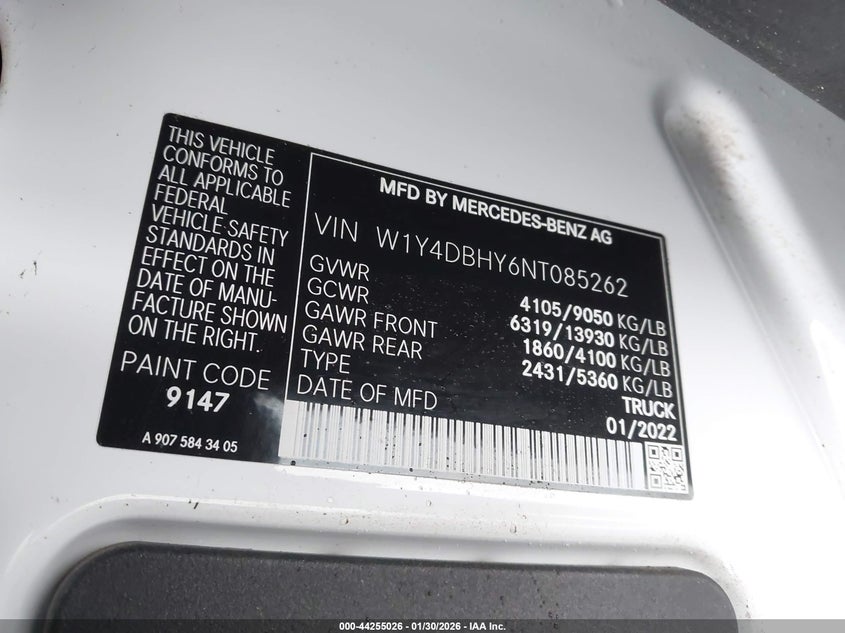 THIS VEHICLE
CONFORMS TO
ALL APPLICABLE
FEDERAL
VEHICLE SAFETY
STANDARDS IN
EFFECT ON THE
DATE OF MANU-
FACTURE SHOWN
ON THE RIGHT.
PAINT CODE
9147
A 907 584 34 05
MFD BY MERCEDES-BENZ AG
VIN W1Y4DBHY6NT085262
GVWR 4105/9050 KG/LB
GCWR 6319/13930 KG/LB
GAWR FRONT 1860/4100 KG/LB
GAWR REAR 2431/5360 KG/LB
TYPE TRUCK
DATE OF MFD 01/2022
000-44255026 - 01/30/2026 - IAA Inc.